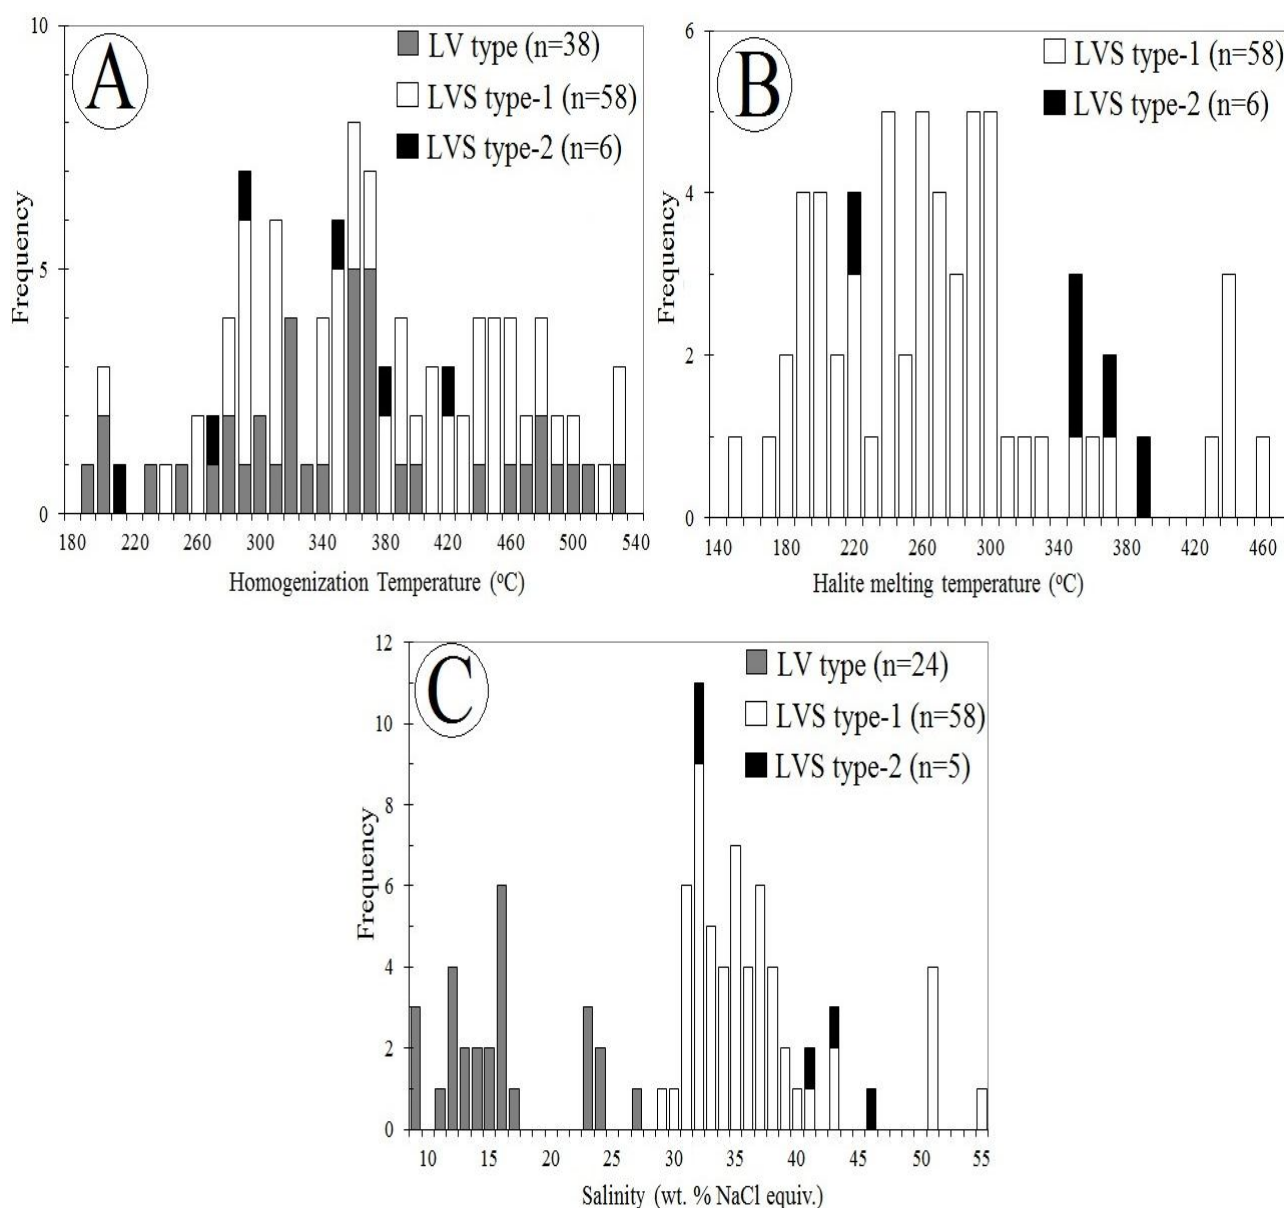 A
LV type (n=38)
LVS type-1 (n=58)
LVS type-2 (n=6)
Frequency
10
5
0
180 220 260 300 340 380 420 460 500 540
Homogenization Temperature (°C)
B
LVS type-1 (n=58)
LVS type-2 (n=6)
Frequency
6
4
2
0
140 180 220 260 300 340 380 420 460
Halite melting temperature (°C)
C
LV type (n=24)
LVS type-1 (n=58)
LVS type-2 (n=5)
Frequency
12
10
8
6
4
2
0
10 15 20 25 30 35 40 45 50 55
Salinity (wt. % NaCl equiv.)